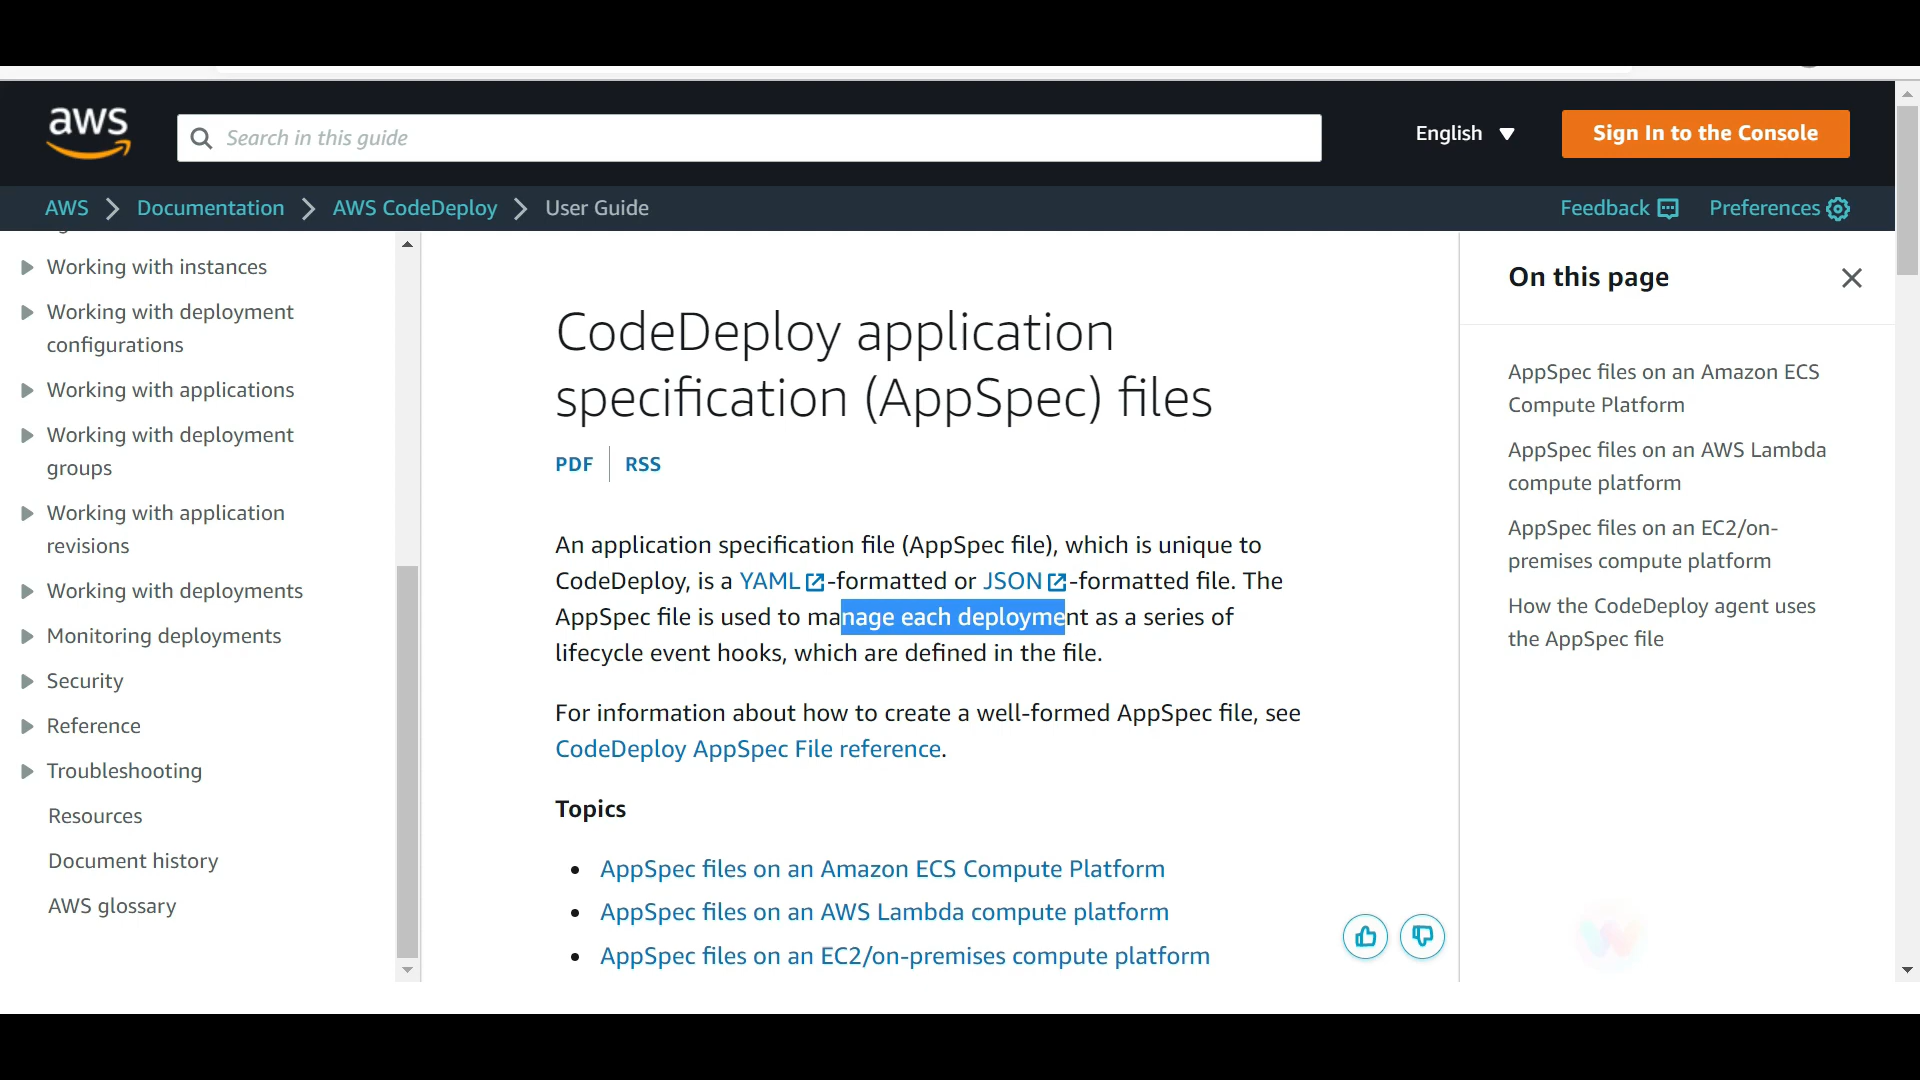 aws
Search in this guide
English
Sign In to the Console
AWS
Documentation
AWS CodeDeploy
User Guide
Feedback
Preferences
Working with instances
Working with deployment
configurations
Working with applications
Working with deployment
groups
Working with application
revisions
Working with deployments
Monitoring deployments
Security
Reference
Troubleshooting
Resources
Document history
AWS glossary
CodeDeploy application
specification (AppSpec) files
PDF
RSS
An application specification file (AppSpec file), which is unique to
CodeDeploy, is a YAML -formatted or JSON -formatted file. The
AppSpec file is used to manage each deployment as a series of
lifecycle event hooks, which are defined in the file.
For information about how to create a well-formed AppSpec file, see
CodeDeploy AppSpec File reference.
Topics
• AppSpec files on an Amazon ECS Compute Platform
• AppSpec files on an AWS Lambda compute platform
• AppSpec files on an EC2/on-premises compute platform
On this page
AppSpec files on an Amazon ECS
Compute Platform
AppSpec files on an AWS Lambda
compute platform
AppSpec files on an EC2/on-
premises compute platform
How the CodeDeploy agent uses
the AppSpec file